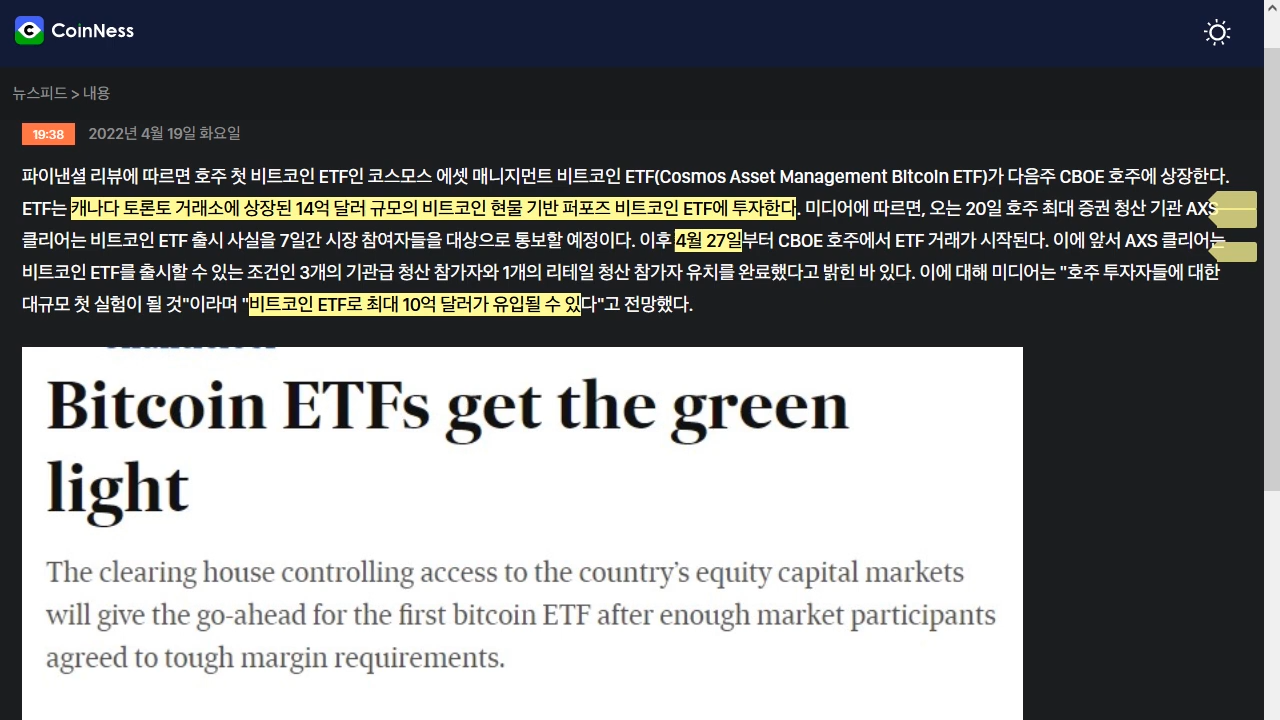 CoinNess
뉴스피드 > 내용
19:38 2022년 4월 19일 화요일
파이낸셜 리뷰에 따르면 호주 첫 비트코인 ETF인 코스모스 에셋 매니지먼트 비트코인 ETF(Cosmos Asset Management Bitcoin ETF)가 다음주 CBOE 호주에 상장한다.
ETF는 캐나다 토론토 거래소에 상장된 14억 달러 규모의 비트코인 현물 기반 퍼포즈 비트코인 ETF에 투자한다. 미디어에 따르면, 오는 20일 호주 최대 증권 청산 기관 AXS
클리어는 비트코인 ETF 출시 사실을 7일간 시장 참여자들을 대상으로 통보할 예정이다. 이후 4월 27일부터 CBOE 호주에서 ETF 거래가 시작된다. 이에 앞서 AXS 클리어는
비트코인 ETF를 출시할 수 있는 조건인 3개의 기관급 청산 참가자와 1개의 리테일 청산 참가자 유치를 완료했다고 밝힌 바 있다. 이에 대해 미디어는 "호주 투자자들에 대한
대규모 첫 실험이 될 것"이라며 "비트코인 ETF로 최대 10억 달러가 유입될 수 있다"고 전망했다.
Bitcoin ETFs get the green
light
The clearing house controlling access to the country's equity capital markets
will give the go-ahead for the first bitcoin ETF after enough market participants
agreed to tough margin requirements.